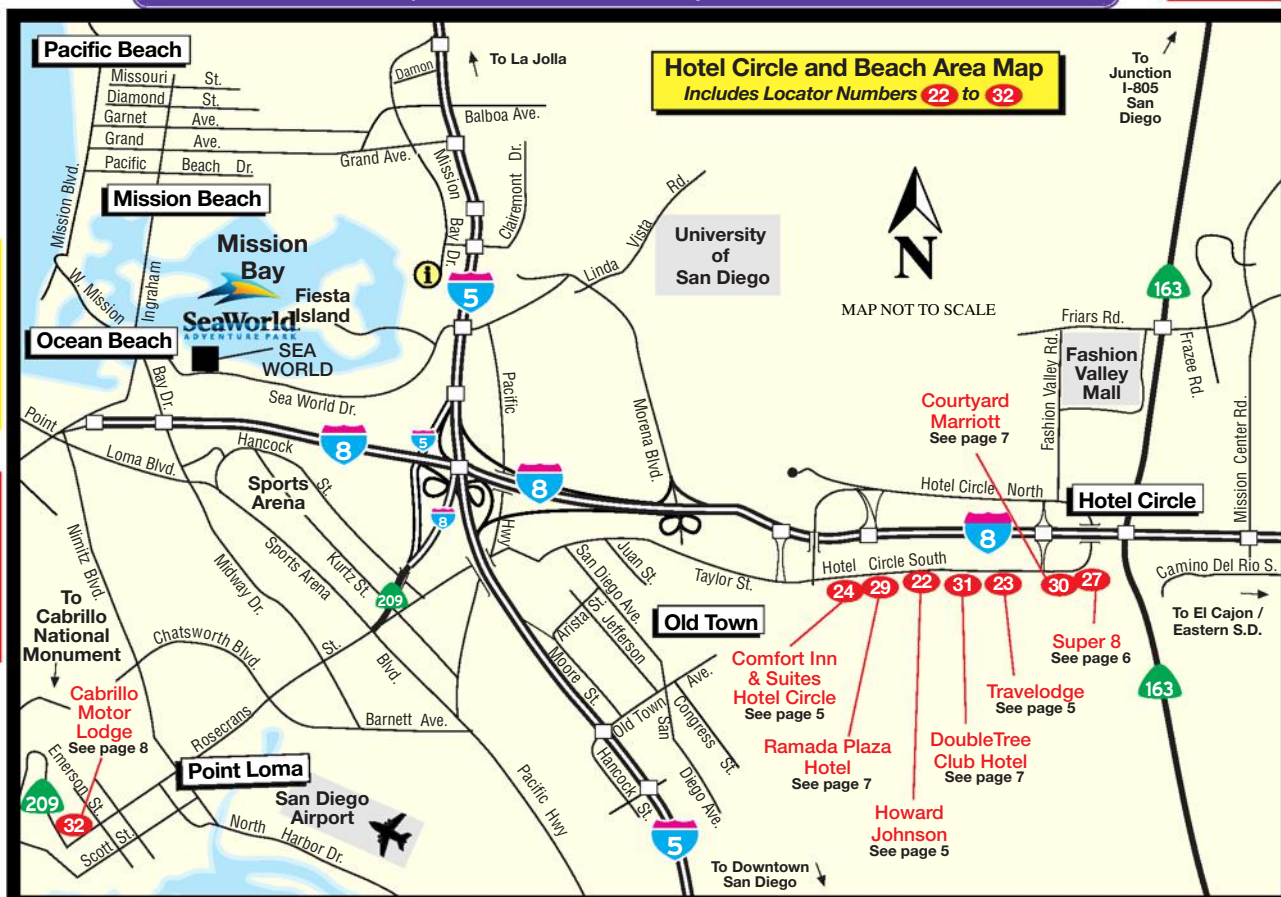 Hotel Circle and Beach Area Map
Includes Locator Numbers 22 to 32
Pacific Beach
Missouri St.
Diamond St.
Garnet Ave.
Grand Ave.
Pacific Beach Dr.
Mission Blvd.
Mission Beach
Damon
To La Jolla
Balboa Ave.
Grand Ave.
Mission Bay Dr.
Clairemont Dr.
To
Junction
I-805
San
Diego
N
MAP NOT TO SCALE
University
of
San Diego
Linda Vista Rd.
Mission
Bay
W. Mission
Bay Dr.
Ingraham
SeaWorld
ADVENTURE PARK
Fiesta
Island
SEA
WORLD
i
5
Ocean Beach
Sea World Dr.
Pacific
Hwy
Morena Blvd.
163
Friars Rd.
Frazee Rd.
Fashion Valley Rd.
Fashion
Valley
Mall
Mission Center Rd.
Courtyard
Marriott
See page 7
Point
Loma Blvd.
Hancock St.
8
5
8
8
Sports
Arena
Hotel Circle North
Hotel Circle
8
Nimitz Blvd.
Sports Arena
Blvd.
Kurtz St.
Midway Dr.
209
Juan St.
San Diego Ave.
Arista St.
Jefferson
Moore St.
Taylor St.
Hotel Circle South
24
29
22
31
23
30
27
Camino Del Rio S.
To El Cajon /
Eastern S.D.
Old Town
To
Cabrillo
National
Monument
Chatsworth Blvd.
Rosecrans St.
Barnett Ave.
Cabrillo
Motor
Lodge
See page 8
Comfort Inn
& Suites
Hotel Circle
See page 5
Ramada Plaza
Hotel
See page 7
Howard
Johnson
See page 5
DoubleTree
Club Hotel
See page 7
Travelodge
See page 5
Super 8
See page 6
163
Old Town Ave.
Congress St.
San Diego Ave.
Hancock St.
Pacific Hwy
Point Loma
San Diego
Airport
209
32
Emerson St.
Scott St.
North Harbor Dr.
5
To Downtown
San Diego